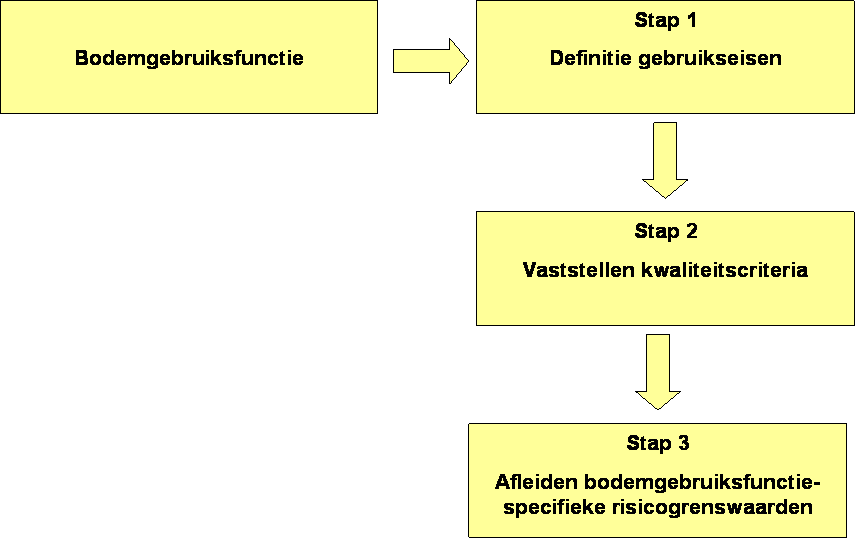 Bodemgebruiksfunctie
Stap 1
Definitie gebruikseisen
Stap 2
Vaststellen kwaliteitscriteria
Stap 3
Afleiden bodemgebruiksfunctie-
specifieke risicogrenswaarden